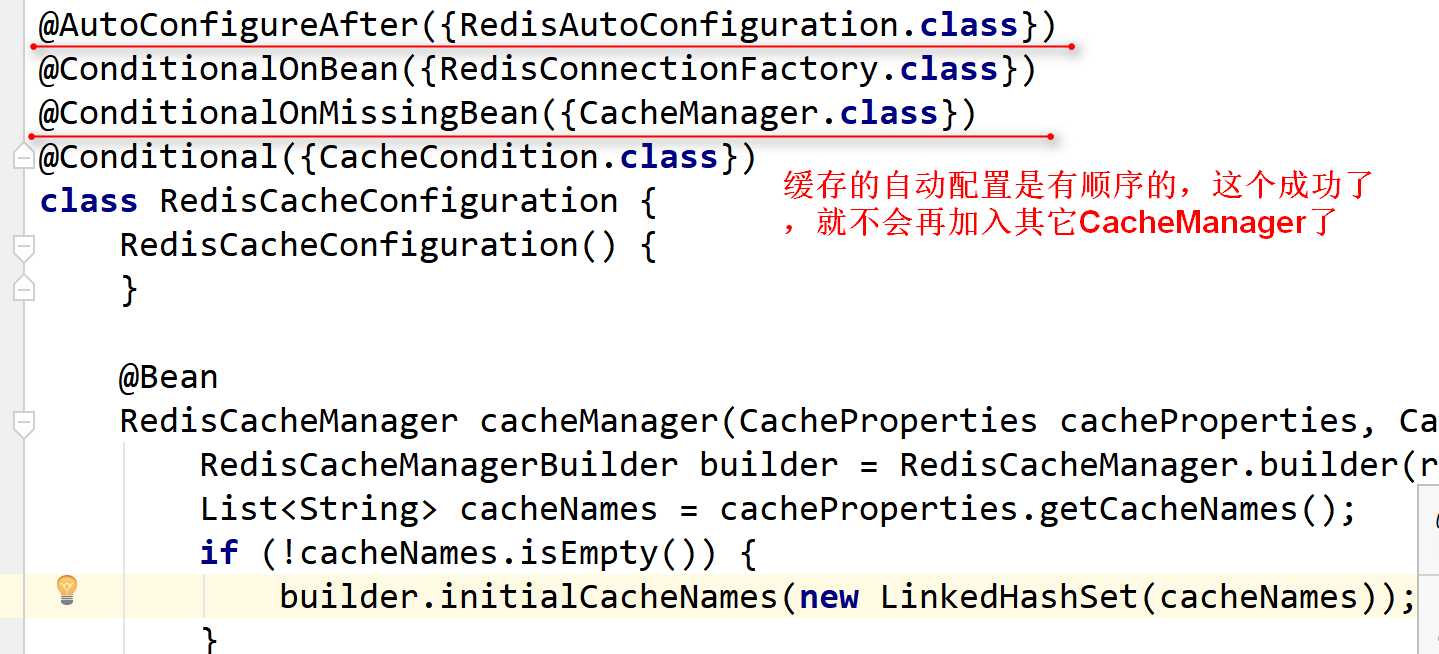 @AutoConfigureAfter({RedisAutoConfiguration.class})
@ConditionalOnBean({RedisConnectionFactory.class})
@ConditionalOnMissingBean({CacheManager.class})
@Conditional({CacheCondition.class})
class RedisCacheConfiguration {
缓存的自动配置是有顺序的，这个成功了
，就不会再加入其它CacheManager了
    RedisCacheConfiguration() {
    }
    @Bean
    RedisCacheManager cacheManager(CacheProperties cacheProperties, Ca
        RedisCacheManagerBuilder builder = RedisCacheManager.builder(r
        List<String> cacheNames = cacheProperties.getCacheNames();
        if (!cacheNames.isEmpty()) {
            builder.initialCacheNames(new LinkedHashSet(cacheNames));
        }